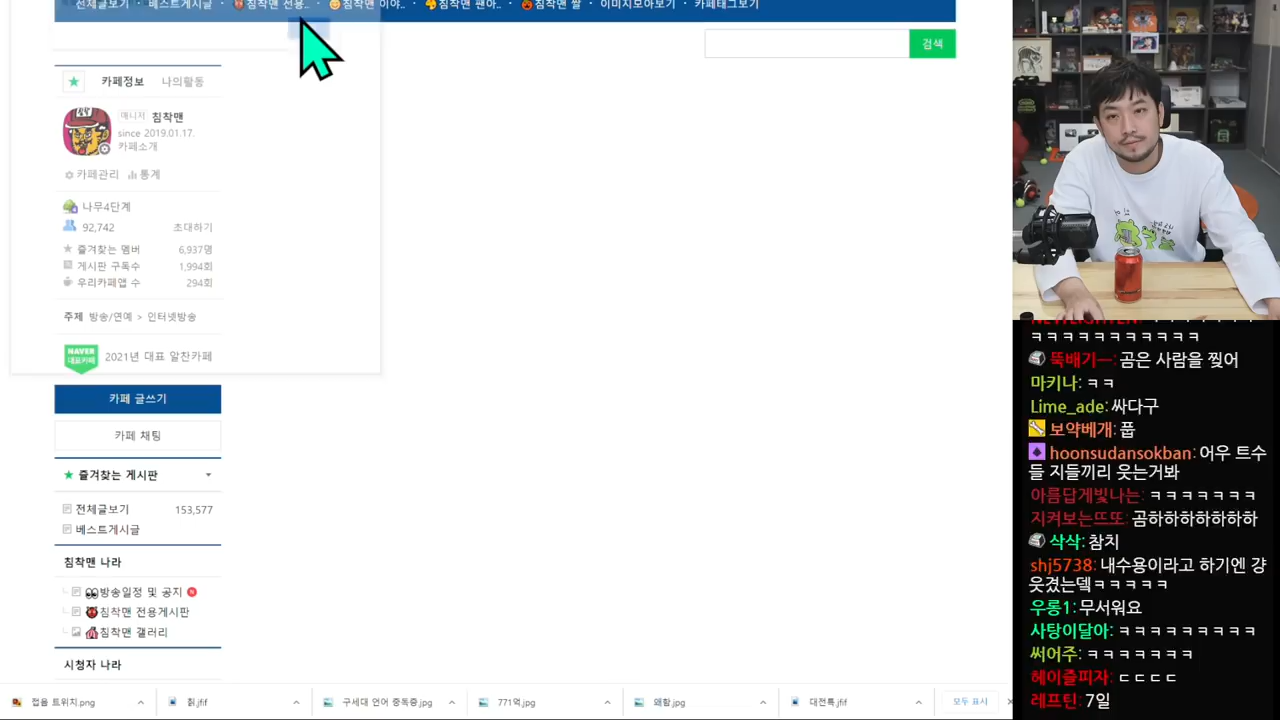 전체글보기 · 베스트게시글 · 침착맨 전용.. · 침착맨 이야.. · 침착맨 팬아.. · 침착맨 짤 · 이미지모아보기 · 카페태그보기
검색
카페정보 나의활동
매니저 침착맨
since 2019.01.17.
카페소개
카페관리 통계
나무4단계
92,742 초대하기
즐겨찾는 멤버 6,937명
게시판 구독수 1,994회
우리카페앱 수 294회
주제 방송/연예 > 인터넷방송
NAVER
대표카페
2021년 대표 알찬카페
카페 글쓰기
카페 채팅
즐겨찾는 게시판
전체글보기 153,577
베스트게시글
침착맨 나라
방송일정 및 공지 N
침착맨 전용게시판
침착맨 갤러리
시청자 나라
접욥 트위치.png
칡.jfif
구세대 언어 중독증.jpg
771억.jpg
왜함.jpg
대전툑.jfif
모두 표시
ㅋㅋㅋㅋㅋㅋㅋㅋㅋㅋㅋ
뚝배기ㅡ: 곰은 사람을 찢어
마키나: ㅋㅋ
Lime_ade: 싸다구
보약베개: 풉
hoonsudansokban: 어우 트수
들 지들끼리 웃는거봐
아름답게빛나는: ㅋㅋㅋㅋㅋㅋㅋ
지켜보는뜨또: 곰하하하하하하하
삭삭: 참치
shj5738: 내수용이라고 하기엔 걍
웃겼는뎈ㅋㅋㅋㅋㅋ
우롱1: 무서워요
사탕이달아: ㅋㅋㅋㅋㅋㅋㅋㅋㅋ
써어주: ㅋㅋㅋㅋㅋㅋㅋ
헤이즐피자: ㄷㄷㄷㄷ
레프틴: 7일